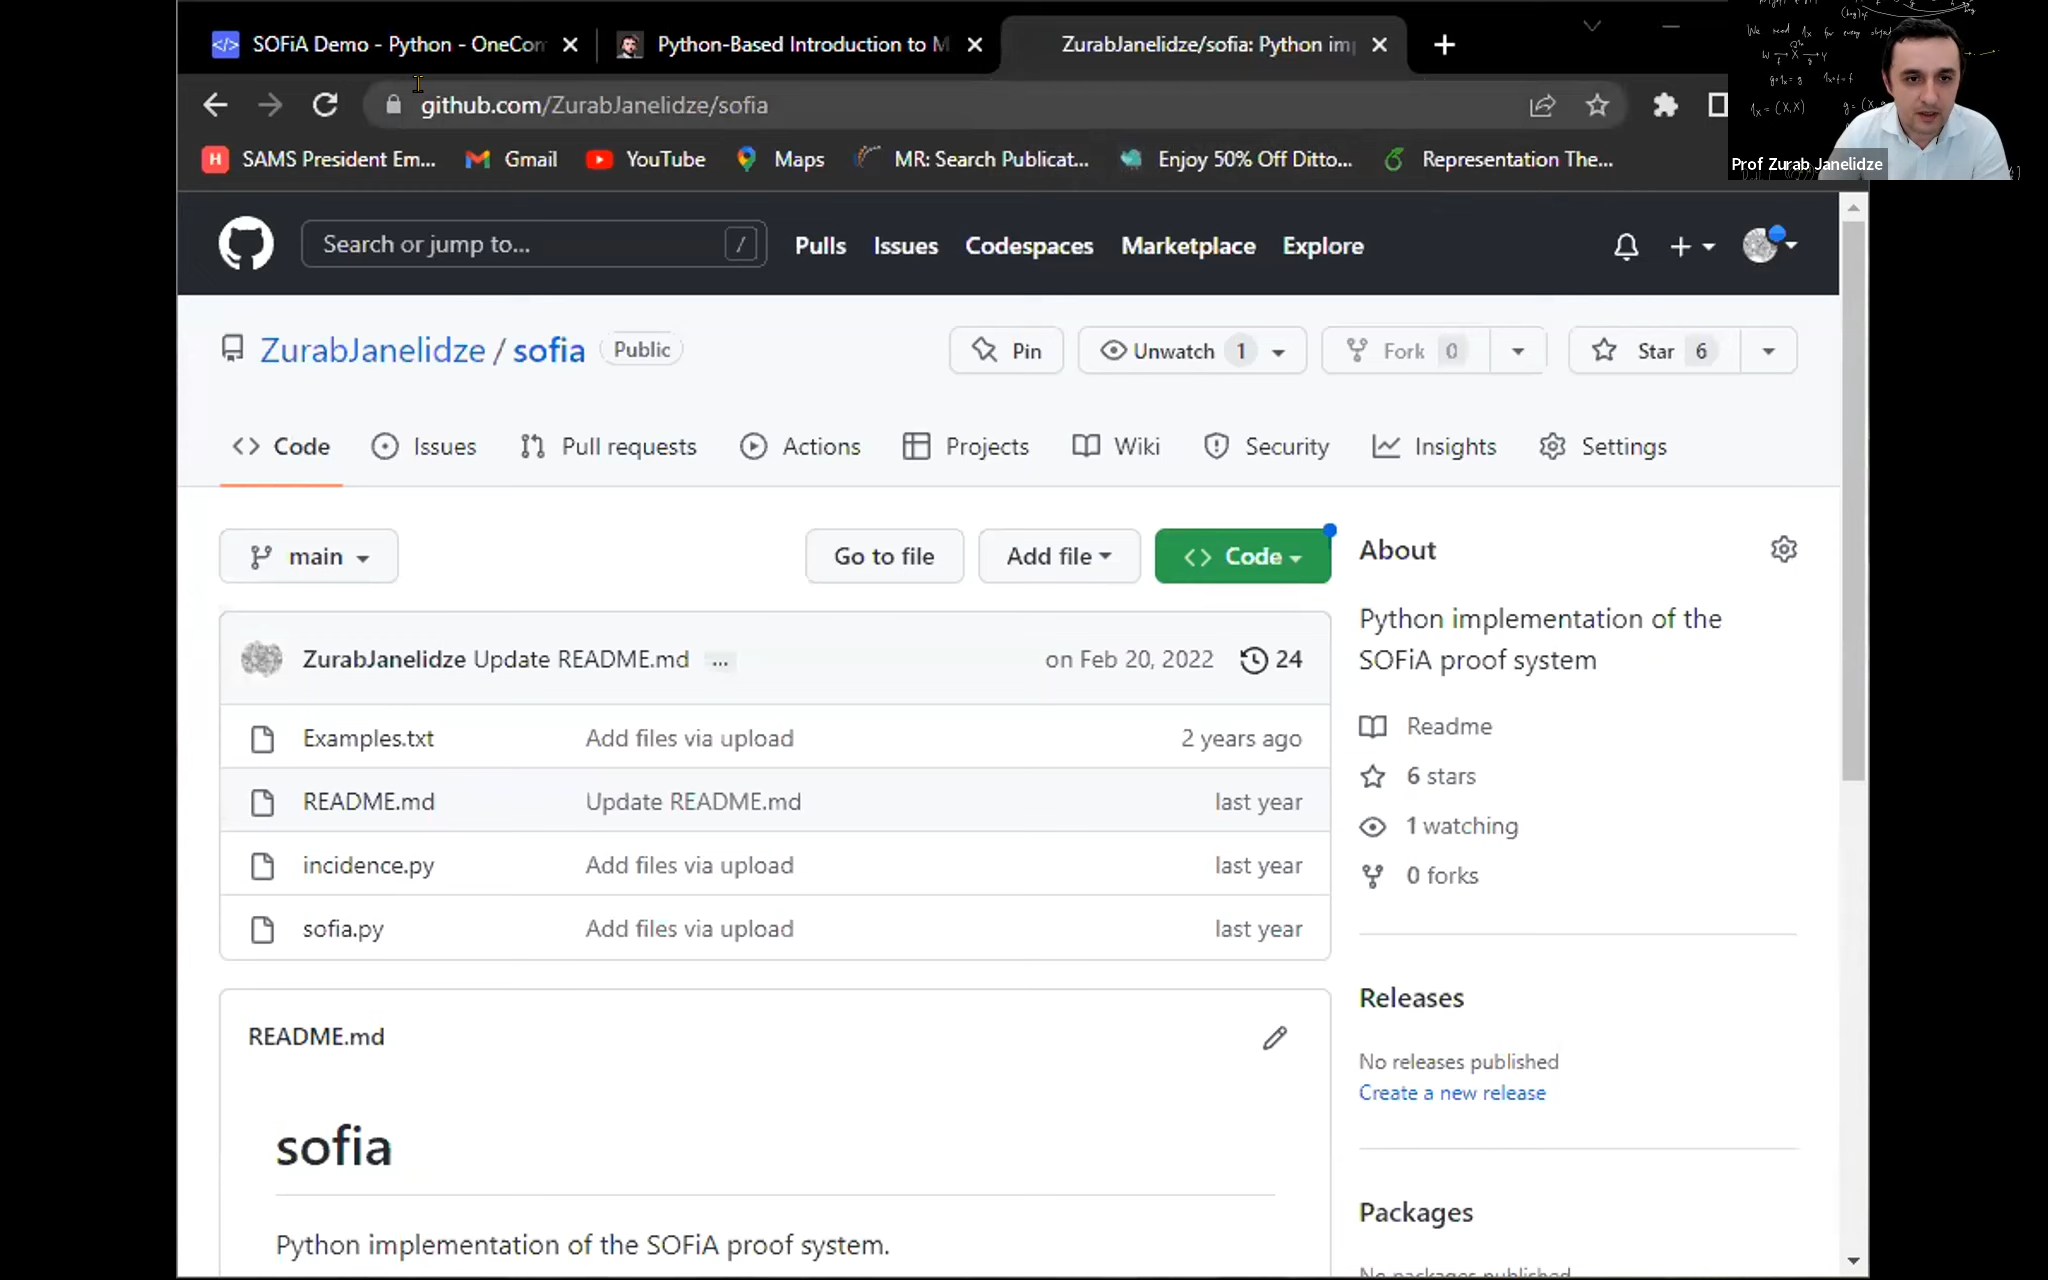 SOFiA Demo - Python - OneCon
Python-Based Introduction to M
ZurabJanelidze/sofia: Python im
github.com/ZurabJanelidze/sofia
SAMS President Em...
Gmail
YouTube
Maps
MR: Search Publicat...
Enjoy 50% Off Ditto...
Representation The...
Prof Zurab Janelidze
Search or jump to... /
Pulls
Issues
Codespaces
Marketplace
Explore
ZurabJanelidze / sofia Public
Pin
Unwatch 1
Fork 0
Star 6
Code
Issues
Pull requests
Actions
Projects
Wiki
Security
Insights
Settings
main
Go to file
Add file
Code
ZurabJanelidze Update README.md ... on Feb 20, 2022 24
Examples.txt Add files via upload 2 years ago
README.md Update README.md last year
incidence.py Add files via upload last year
sofia.py Add files via upload last year
README.md
sofia
Python implementation of the SOFiA proof system.
About
Python implementation of the
SOFiA proof system
Readme
6 stars
1 watching
0 forks
Releases
No releases published
Create a new release
Packages
No packages published